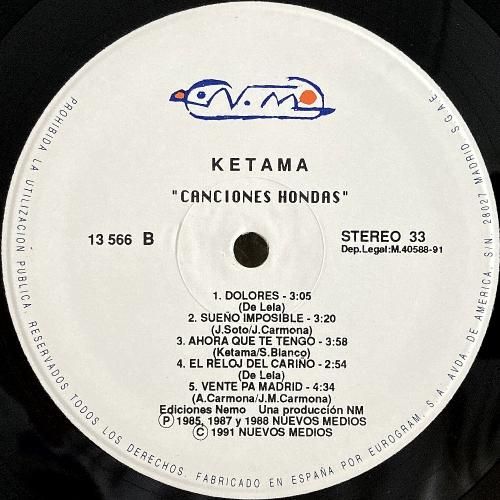 N.M
KETAMA
"CANCIONES HONDAS"
13 566 B
STEREO 33
Dep.Legal:M.40588-91
1. DOLORES - 3:05
(De Lela)
2. SUEÑO IMPOSIBLE - 3:20
(J.Soto/J.Carmona)
3. AHORA QUE TE TENGO - 3:58
(Ketama/S.Blanco)
4. EL RELOJ DEL CARIÑO - 2:54
(De Lela)
5. VENTE PA MADRID - 4:34
(A.Carmona/J.M.Carmona)
Ediciones Nemo Una producción NM
Ⓟ 1985, 1987 y 1988 NUEVOS MEDIOS
© 1991 NUEVOS MEDIOS
PROHIBIDA LA UTILIZACION PUBLICA. RESERVADOS TODOS LOS DERECHOS. FABRICADO EN ESPAÑA POR EUROGRAM, S.A. AVDA. DE AMERICA, S/N. 28027 MADRID S.G.A.E.